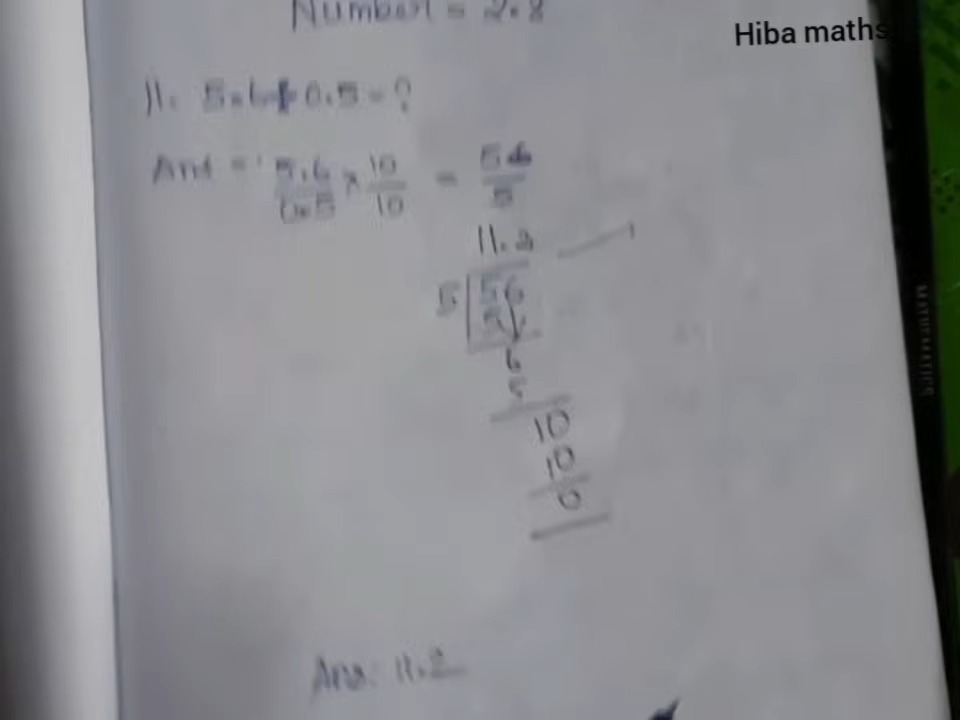 Number = 2.8
Hiba maths
11. 5.6 ÷ 0.5 = ?
Ans = 5.6/0.5 × 10/10 = 56/5
11.2
5 56
5
6
5
10
10
0
Ans: 11.2